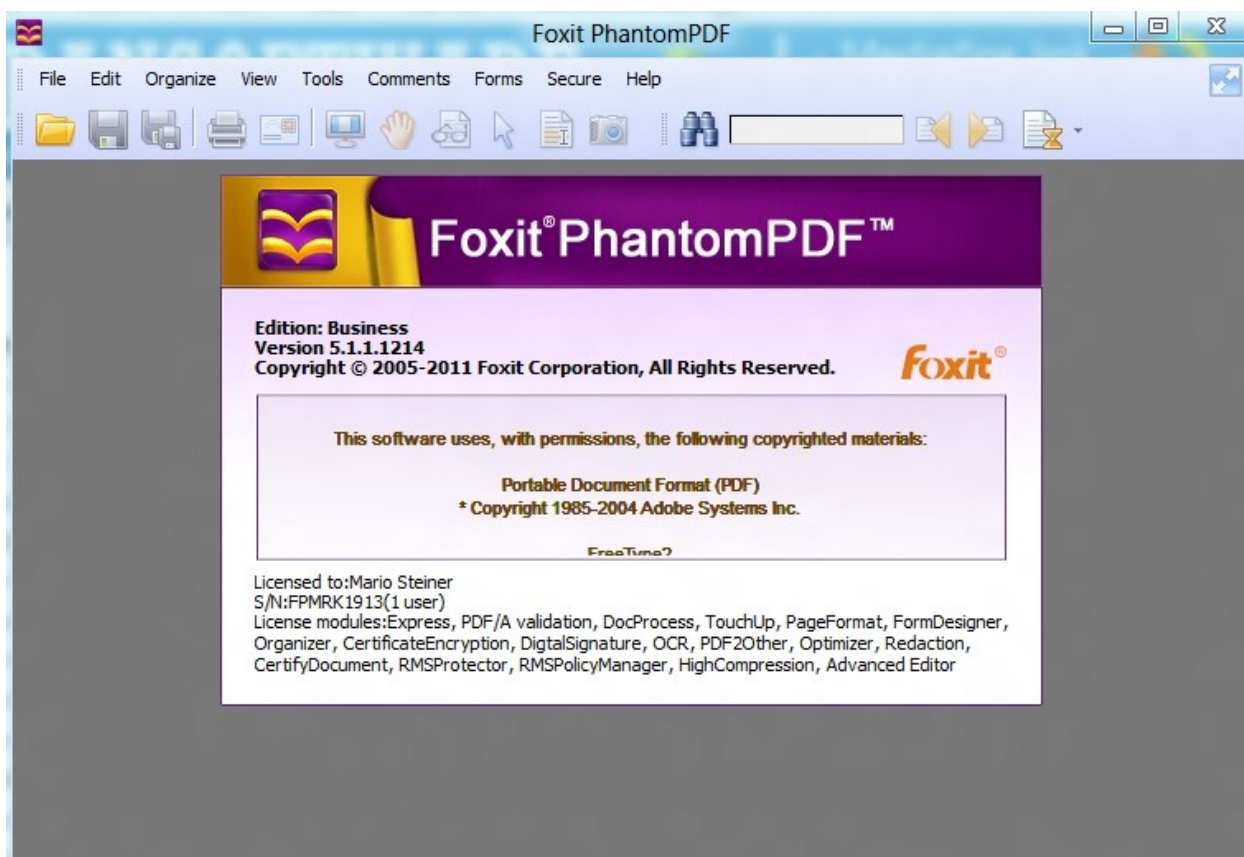 Foxit PhantomPDF
File Edit Organize View Tools Comments Forms Secure Help
Foxit® PhantomPDF™
Edition: Business
Version 5.1.1.1214
Copyright © 2005-2011 Foxit Corporation, All Rights Reserved.
foxit®
This software uses, with permissions, the following copyrighted materials:
Portable Document Format (PDF)
* Copyright 1985-2004 Adobe Systems Inc.
FreeType2
Licensed to:Mario Steiner
S/N:FPMRK1913(1 user)
License modules:Express, PDF/A validation, DocProcess, TouchUp, PageFormat, FormDesigner,
Organizer, CertificateEncryption, DigtalSignature, OCR, PDF2Other, Optimizer, Redaction,
CertifyDocument, RMSProtector, RMSPolicyManager, HighCompression, Advanced Editor